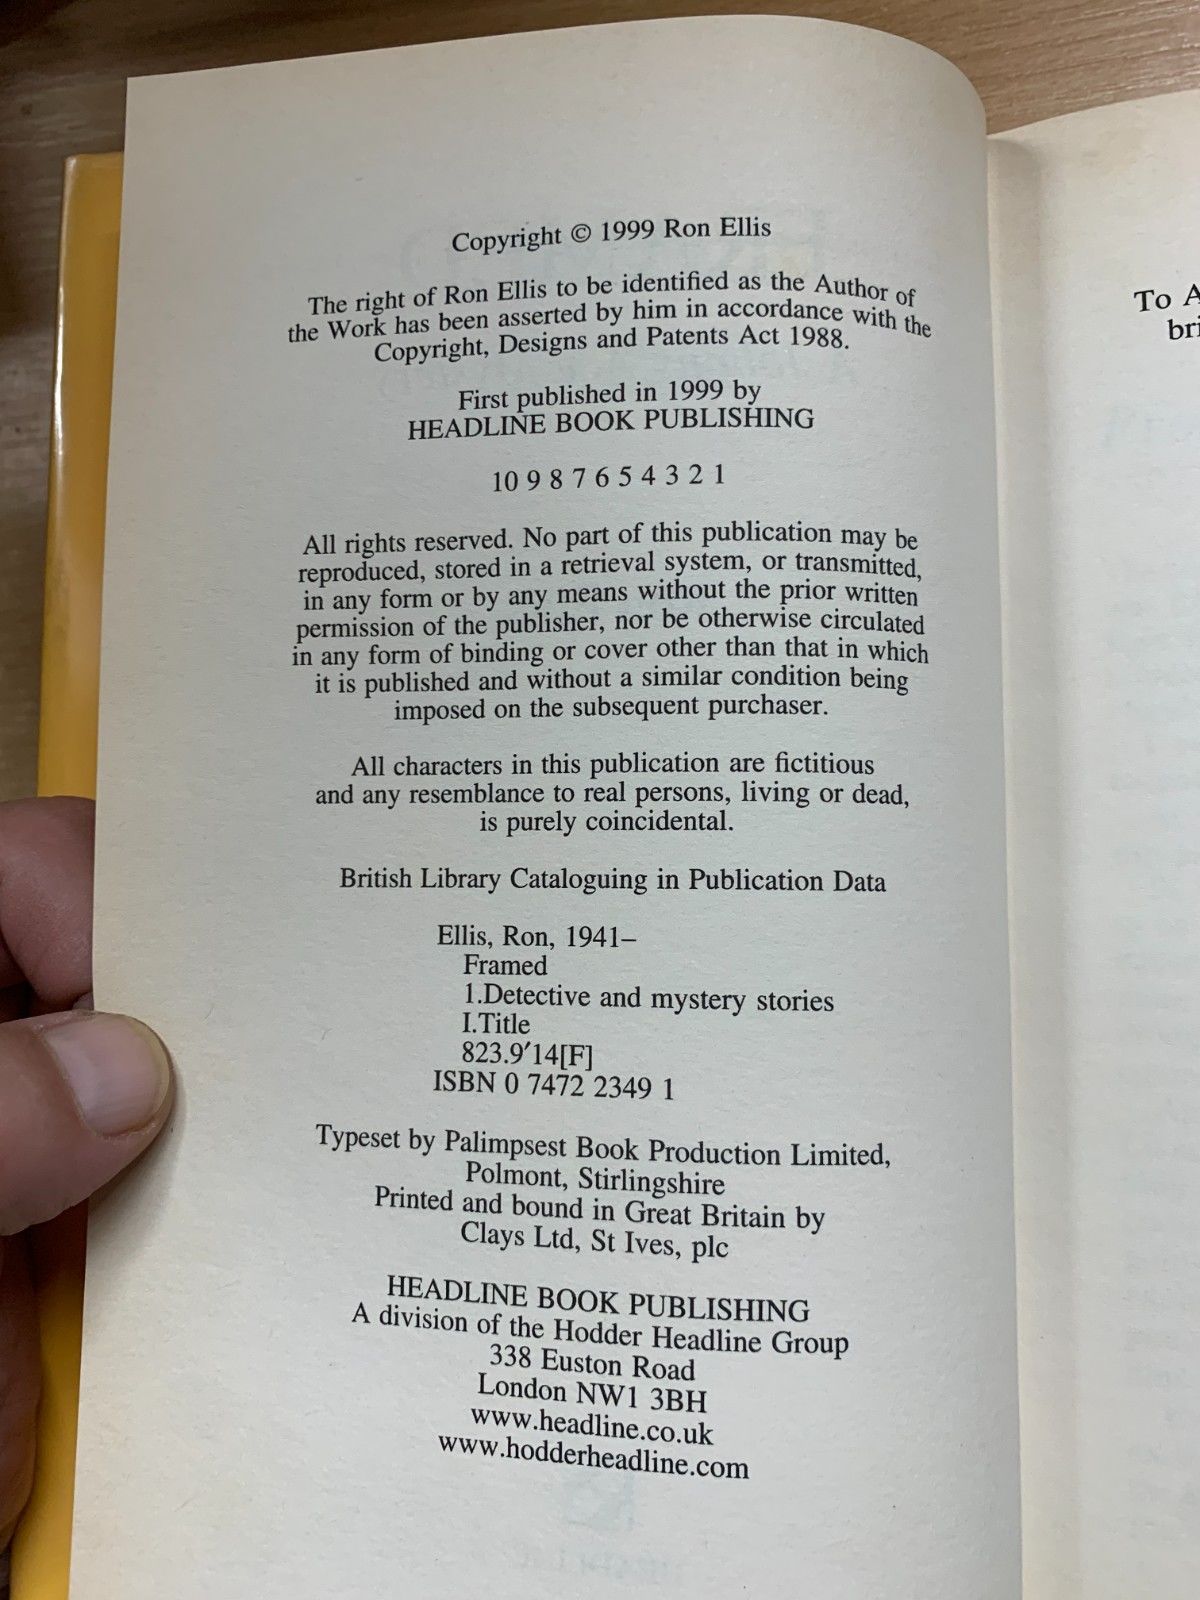 Copyright © 1999 Ron Ellis
The right of Ron Ellis to be identified as the Author of
the Work has been asserted by him in accordance with the
Copyright, Designs and Patents Act 1988.
First published in 1999 by
HEADLINE BOOK PUBLISHING
10 9 8 7 6 5 4 3 2 1
All rights reserved. No part of this publication may be
reproduced, stored in a retrieval system, or transmitted,
in any form or by any means without the prior written
permission of the publisher, nor be otherwise circulated
in any form of binding or cover other than that in which
it is published and without a similar condition being
imposed on the subsequent purchaser.
All characters in this publication are fictitious
and any resemblance to real persons, living or dead,
is purely coincidental.
British Library Cataloguing in Publication Data
Ellis, Ron, 1941–
Framed
1.Detective and mystery stories
I.Title
823.9′14[F]
ISBN 0 7472 2349 1
Typeset by Palimpsest Book Production Limited,
Polmont, Stirlingshire
Printed and bound in Great Britain by
Clays Ltd, St Ives, plc
HEADLINE BOOK PUBLISHING
A division of the Hodder Headline Group
338 Euston Road
London NW1 3BH
www.headline.co.uk
www.hodderheadline.com
To